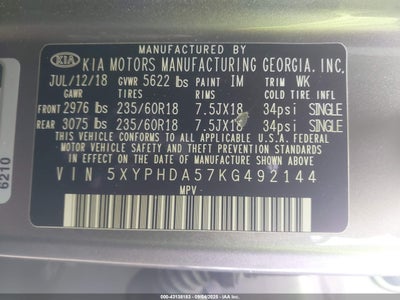 MANUFACTURED BY
KIA KIA MOTORS MANUFACTURING GEORGIA, INC.
JUL/12/18 GVWR 5622 lbs PAINT IM TRIM WK
TIRES RIMS COLD TIRE INFL
FRONT 2976 lbs 235/60R18 7.5JX18 34psi SINGLE
REAR 3075 lbs 235/60R18 7.5JX18 34psi SINGLE
THIS VEHICLE CONFORMS TO ALL APPLICABLE U.S. FEDERAL
MOTOR VEHICLE SAFETY, BUMPER, AND THEFT PREVENTION
STANDARDS IN EFFECT ON THE DATE OF MANUFACTURE SHOWN ABOVE.
VIN 5XYPHDA57KG492144
MPV
6210